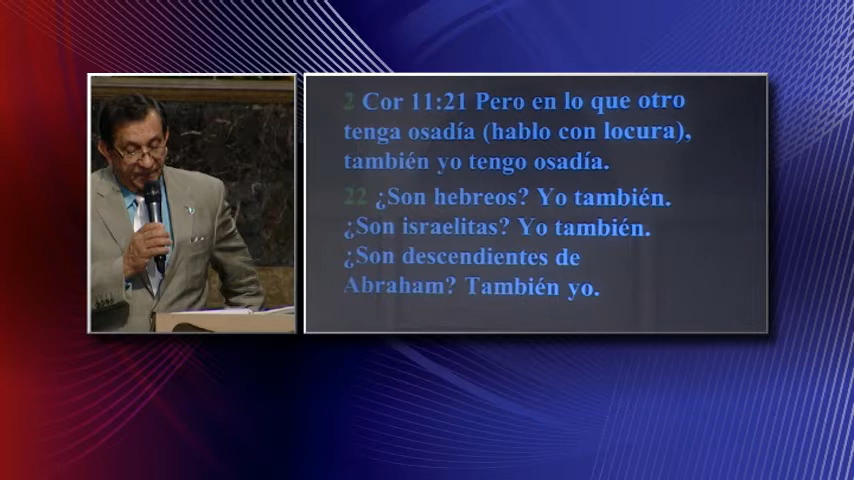 2 Cor 11:21 Pero en lo que otro
tenga osadía (hablo con locura),
también yo tengo osadía.
22 ¿Son hebreos? Yo también.
¿Son israelitas? Yo también.
¿Son descendientes de
Abraham? También yo.